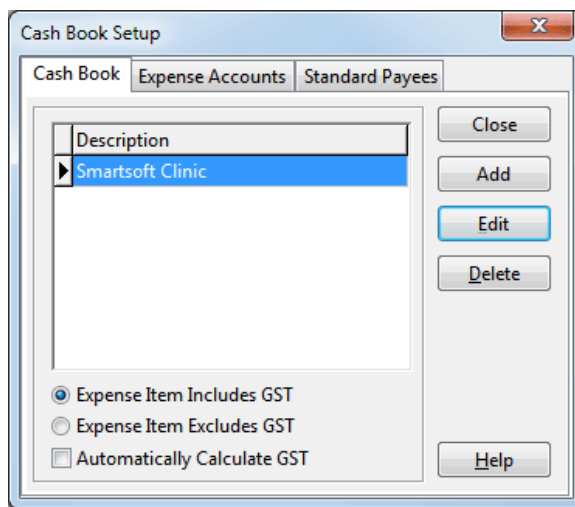 Cash Book Setup
Cash Book Expense Accounts Standard Payees
Description
Smartsoft Clinic
Close
Add
Edit
Delete
Expense Item Includes GST
Expense Item Excludes GST
Automatically Calculate GST
Help